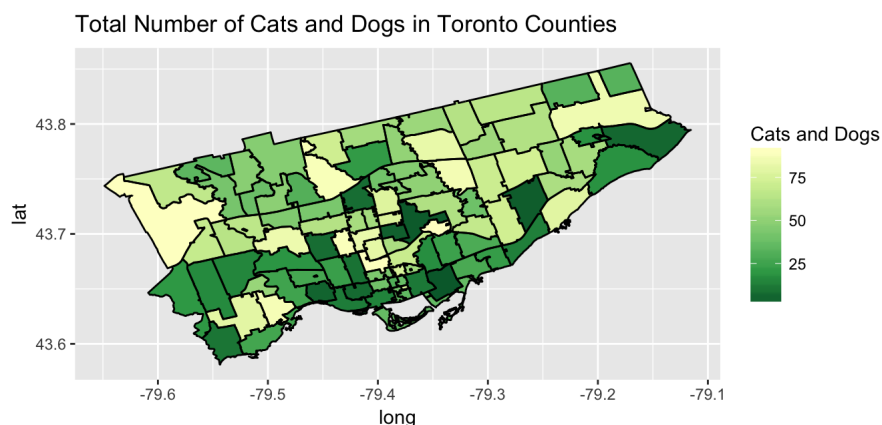 Total Number of Cats and Dogs in Toronto Counties
43.8
43.7
43.6
lat
-79.6 -79.5 -79.4 -79.3 -79.2 -79.1
long
Cats and Dogs
75
50
25